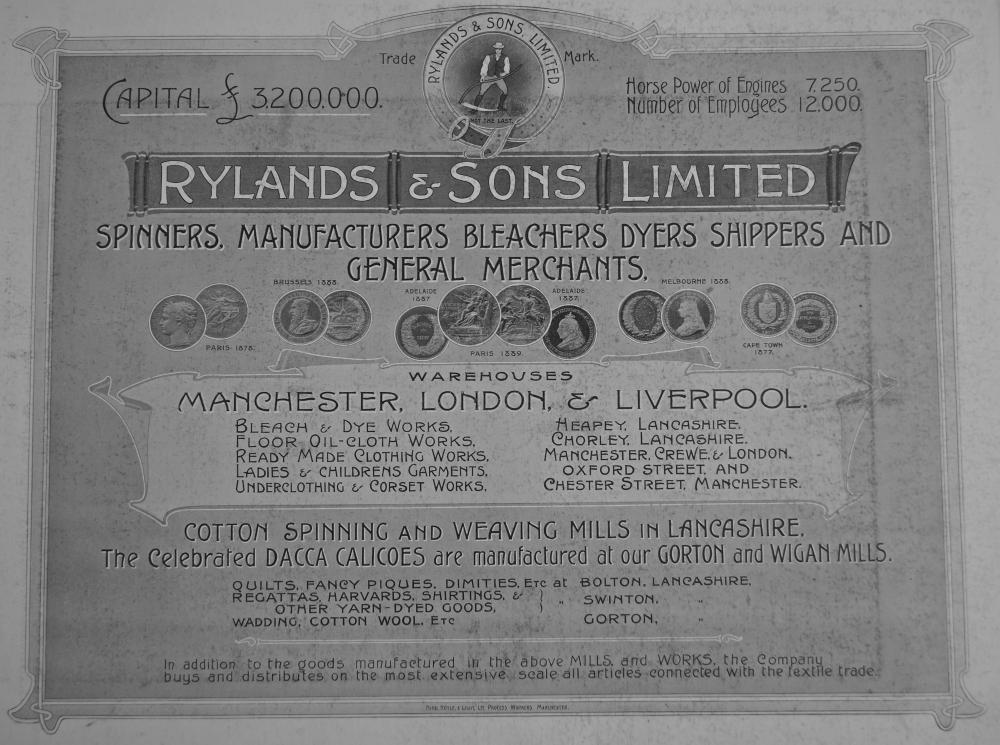 Trade Mark.
RYLANDS & SONS, LIMITED.
NOT THE LAST.
CAPITAL £ 3.200.000.
Horse Power of Engines 7.250.
Number of Employees 12.000.
RYLANDS & SONS LIMITED
SPINNERS, MANUFACTURERS BLEACHERS DYERS SHIPPERS AND
GENERAL MERCHANTS.
PARIS 1878.
BRUSSELS 1888.
ADELAIDE
1887
PARIS 1889.
ADELAIDE
1887.
MELBOURNE 1888.
CAPE TOWN
1877.
WAREHOUSES
MANCHESTER, LONDON, & LIVERPOOL.
BLEACH & DYE WORKS, HEAPEY, LANCASHIRE.
FLOOR OIL-CLOTH WORKS, CHORLEY, LANCASHIRE.
READY MADE CLOTHING WORKS, MANCHESTER, CREWE, & LONDON.
LADIES & CHILDRENS GARMENTS, OXFORD STREET, AND
UNDERCLOTHING & CORSET WORKS, CHESTER STREET, MANCHESTER.
COTTON SPINNING AND WEAVING MILLS IN LANCASHIRE.
The Celebrated DACCA CALICOES are manufactured at our GORTON and WIGAN MILLS.
QUILTS, FANCY PIQUES, DIMITIES, ETC at BOLTON, LANCASHIRE,
REGATTAS, HARVARDS, SHIRTINGS, & } " SWINTON, "
OTHER YARN-DYED GOODS,
WADDING, COTTON WOOL, ETC GORTON, "
In addition to the goods manufactured in the above MILLS, and WORKS, the Company
buys and distributes on the most extensive scale all articles connected with the textile trade.